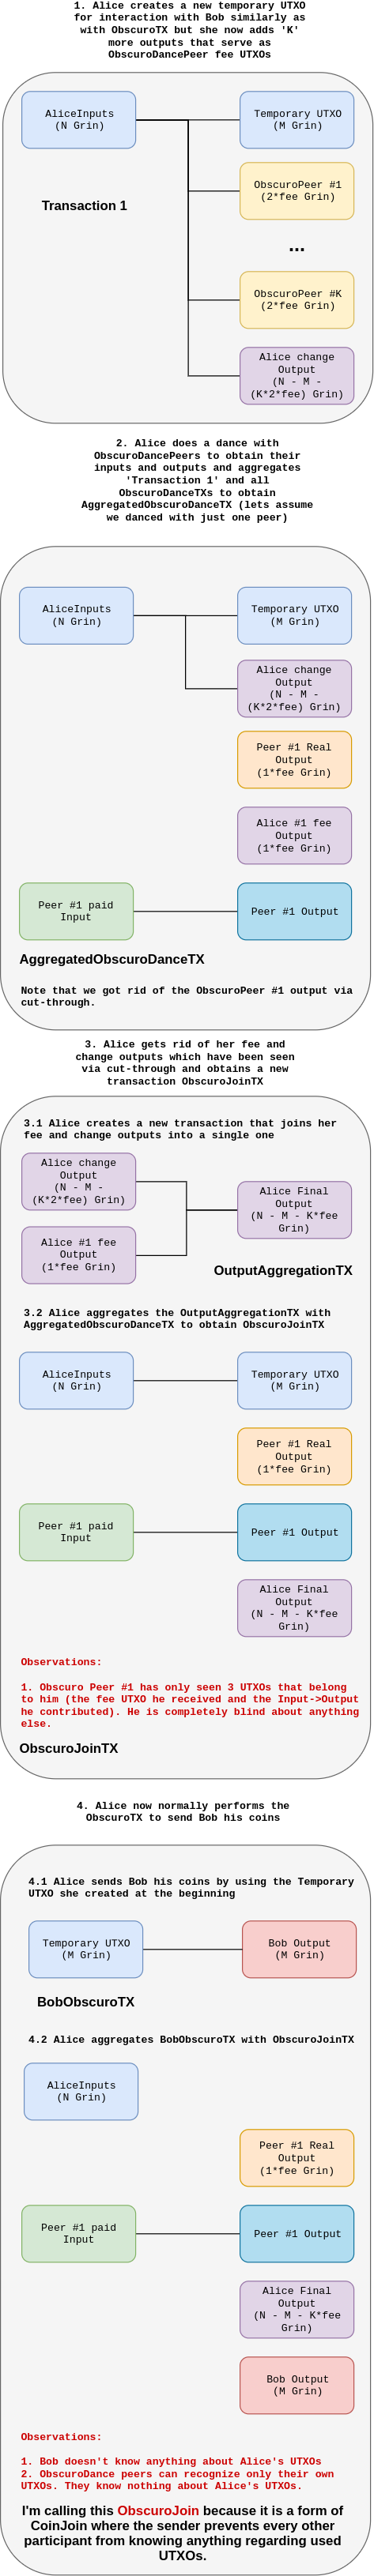 1. Alice creates a new temporary UTXO
for interaction with Bob similarly as
with ObscuroTX but she now adds 'K'
more outputs that serve as
ObscuroDancePeer fee UTXOs
AliceInputs
(N Grin)
Temporary UTXO
(M Grin)
ObscuroPeer #1
(2*fee Grin)
Transaction 1
...
ObscuroPeer #K
(2*fee Grin)
Alice change
Output
(N - M -
(K*2*fee) Grin)
2. Alice does a dance with
ObscuroDancePeers to obtain their
inputs and outputs and aggregates
'Transaction 1' and all
ObscuroDanceTXs to obtain
AggregatedObscuroDanceTX (lets assume
we danced with just one peer)
AliceInputs
(N Grin)
Temporary UTXO
(M Grin)
Alice change
Output
(N - M -
(K*2*fee) Grin)
Peer #1 Real
Output
(1*fee Grin)
Alice #1 fee
Output
(1*fee Grin)
Peer #1 paid
Input
Peer #1 Output
AggregatedObscuroDanceTX
Note that we got rid of the ObscuroPeer #1 output via
cut-through.
3. Alice gets rid of her fee and
change outputs which have been seen
via cut-through and obtains a new
transaction ObscuroJoinTX
3.1 Alice creates a new transaction that joins her
fee and change outputs into a single one
Alice change
Output
(N - M -
(K*2*fee) Grin)
Alice #1 fee
Output
(1*fee Grin)
Alice Final
Output
(N - M - K*fee
Grin)
OutputAggregationTX
3.2 Alice aggregates the OutputAggregationTX with
AggregatedObscuroDanceTX to obtain ObscuroJoinTX
AliceInputs
(N Grin)
Temporary UTXO
(M Grin)
Peer #1 Real
Output
(1*fee Grin)
Peer #1 paid
Input
Peer #1 Output
Alice Final
Output
(N - M - K*fee
Grin)
Observations:
1. Obscuro Peer #1 has only seen 3 UTXOs that belong
to him (the fee UTXO he received and the Input->Output
he contributed). He is completely blind about anything
else.
ObscuroJoinTX
4. Alice now normally performs the
ObscuroTX to send Bob his coins
4.1 Alice sends Bob his coins by using the Temporary
UTXO she created at the beginning
Temporary UTXO
(M Grin)
Bob Output
(M Grin)
BobObscuroTX
4.2 Alice aggregates BobObscuroTX with ObscuroJoinTX
AliceInputs
(N Grin)
Peer #1 Real
Output
(1*fee Grin)
Peer #1 paid
Input
Peer #1 Output
Alice Final
Output
(N - M - K*fee
Grin)
Bob Output
(M Grin)
Observations:
1. Bob doesn't know anything about Alice's UTXOs
2. ObscuroDance peers can recognize only their own
UTXOs. They know nothing about Alice's UTXOs.
I'm calling this ObscuroJoin because it is a form of
CoinJoin where the sender prevents every other
participant from knowing anything regarding used
UTXOs.